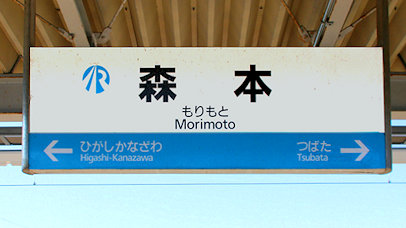 森本
もりもと
Morimoto
← ひがしかなざわ
Higashi-Kanazawa
つばた →
Tsubata